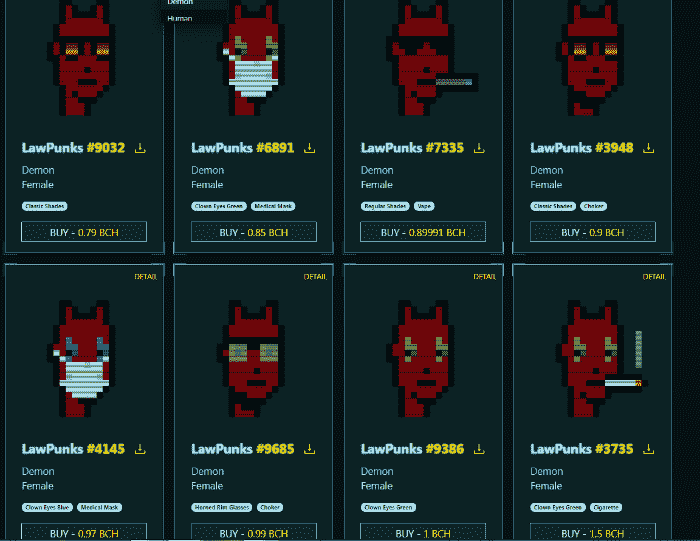 Demon
Human
LawPunks #9032
Demon
Female
Classic Shades
BUY - 0.79 BCH
LawPunks #6891
Demon
Female
Clown Eyes Green Medical Mask
BUY - 0.85 BCH
LawPunks #7335
Demon
Female
Regular Shades Vape
BUY - 0.89991 BCH
LawPunks #3948
Demon
Female
Classic Shades Choker
BUY - 0.9 BCH
DETAIL
LawPunks #4145
Demon
Female
Clown Eyes Blue Medical Mask
BUY - 0.97 BCH
DETAIL
LawPunks #9685
Demon
Female
Horned Rim Glasses Choker
BUY - 0.99 BCH
DETAIL
LawPunks #9386
Demon
Female
Clown Eyes Green
BUY - 1 BCH
DETAIL
LawPunks #3735
Demon
Female
Clown Eyes Green Cigarette
BUY - 1.5 BCH